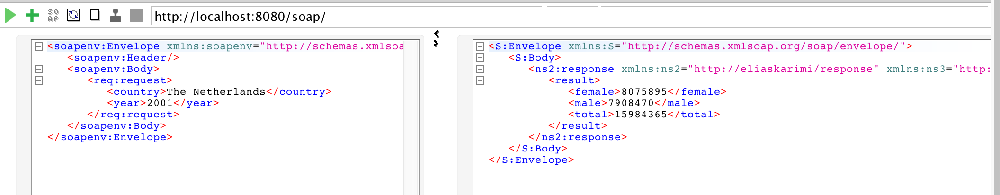 SO
AP
http://localhost:8080/soap/
<soapenv:Envelope xmlns:soapenv="http://schemas.xmlsoa
<soapenv:Header/>
<soapenv:Body>
<req:request>
<country>The Netherlands</country>
<year>2001</year>
</req:request>
</soapenv:Body>
</soapenv:Envelope>
<S:Envelope xmlns:S="http://schemas.xmlsoap.org/soap/envelope/">
<S:Body>
<ns2:response xmlns:ns2="http://eliaskarimi/response" xmlns:ns3="http:
<result>
<female>8075895</female>
<male>7908470</male>
<total>15984365</total>
</result>
</ns2:response>
</S:Body>
</S:Envelope>